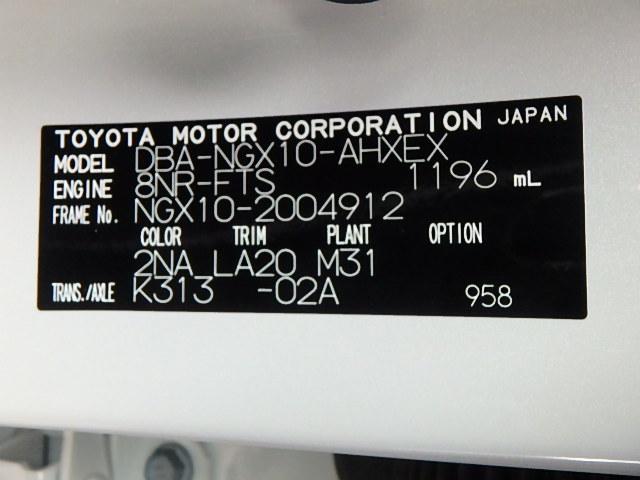 TOYOTA MOTOR CORPORATION JAPAN
MODEL DBA-NGX10-AHXEX
ENGINE 8NR-FTS 1196 mL
FRAME No. NGX10-2004912
COLOR TRIM PLANT OPTION
2NA LA20 M31
TRANS./AXLE K313 -02A 958